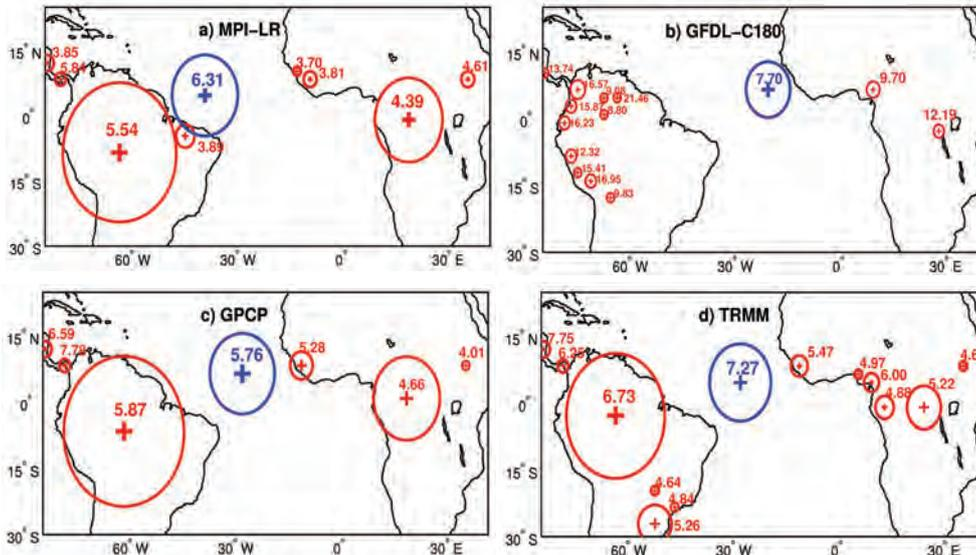 a) MPI-LR
15°N
0°
15°S
30°S
60°W
30°W
0°
30°E
3.85
5.84
5.54
6.31
3.89
3.70
3.81
4.39
4.61
b) GFDL-C180
15°N
0°
15°S
30°S
60°W
30°W
0°
30°E
13.74
16.57
9.08
21.46
15.87
8.80
16.23
12.32
15.41
16.95
9.83
7.70
9.70
12.19
c) GPCP
15°N
0°
15°S
30°S
60°W
30°W
0°
30°E
6.59
7.79
5.87
5.76
5.28
4.66
4.01
d) TRMM
15°N
0°
15°S
30°S
60°W
30°W
0°
30°E
7.75
6.35
6.73
7.27
4.64
4.84
5.26
5.47
4.97
6.00
4.88
5.22
4.6